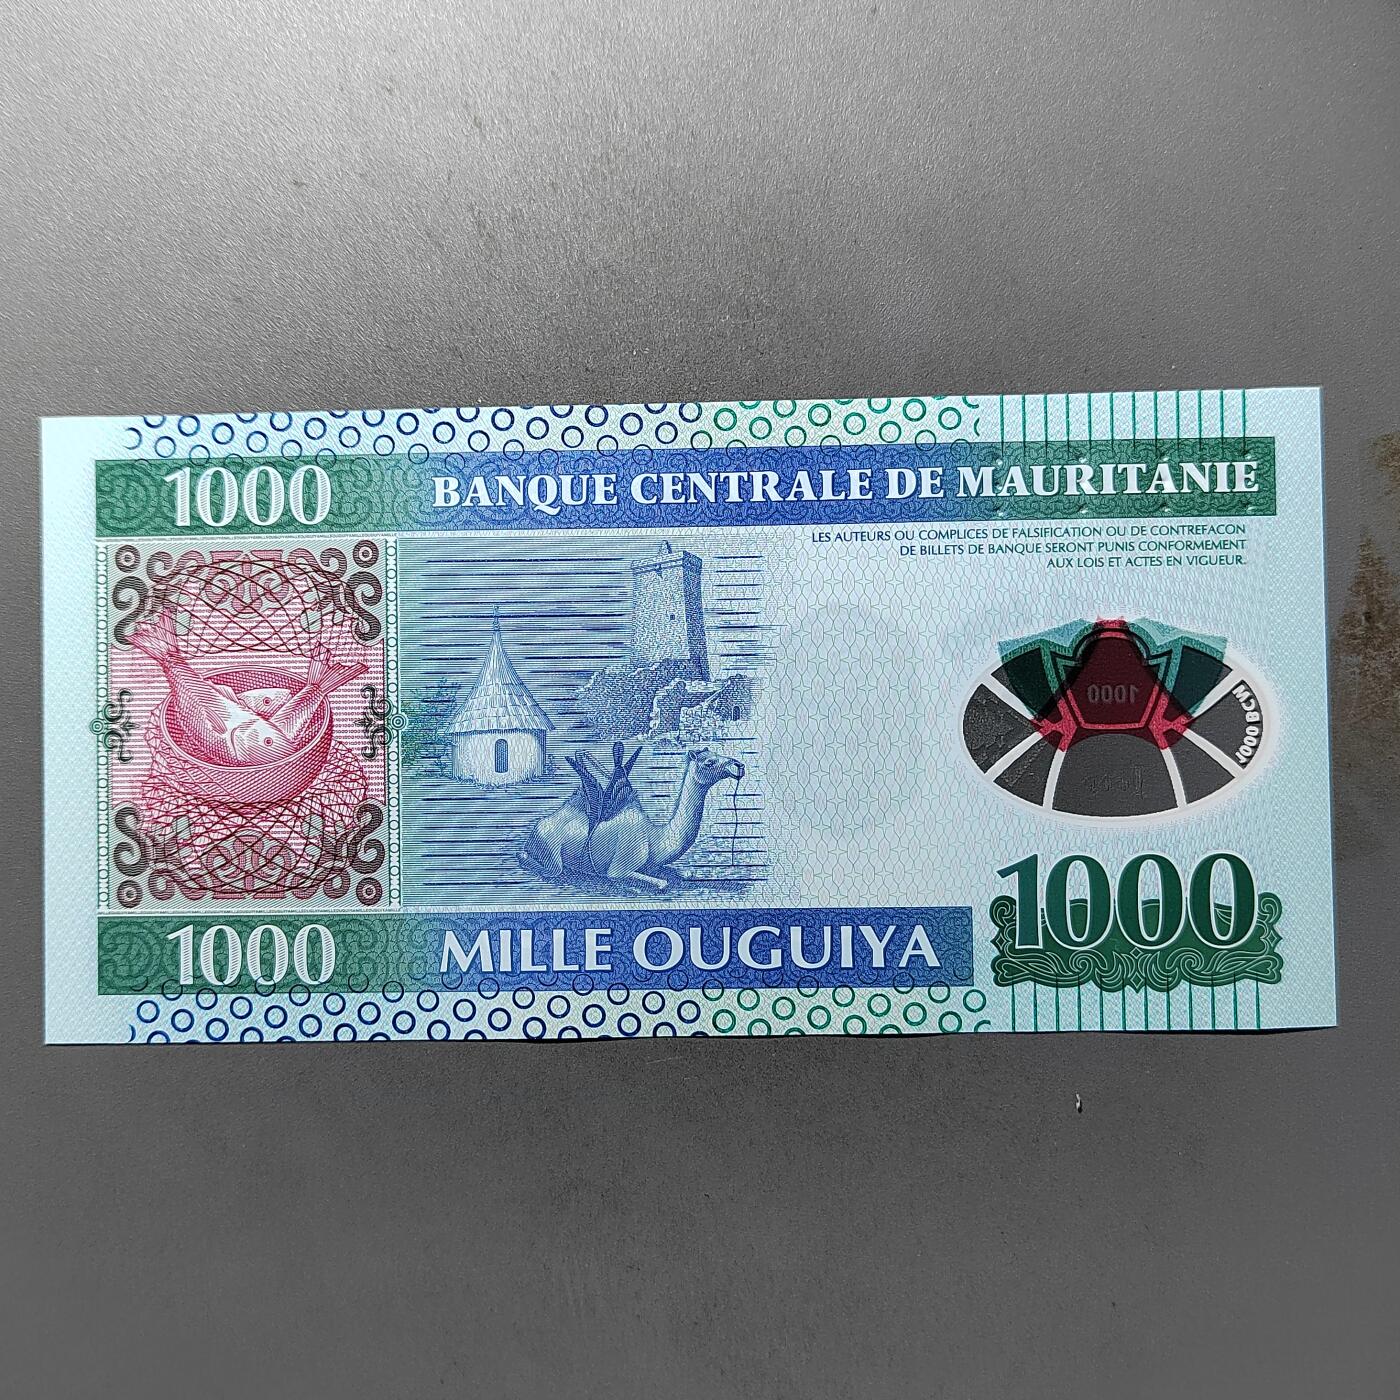 1000 BANQUE CENTRALE DE MAURITANIE
LES AUTEURS OU COMPLICES DE FALSIFICATION OU DE CONTREFACON
DE BILLETS DE BANQUE SERONT PUNIS CONFORMEMENT
AUX LOIS ET ACTES EN VIGUEUR.
1000
1000 BCM
1000
1000 MILLE OUGUIYA